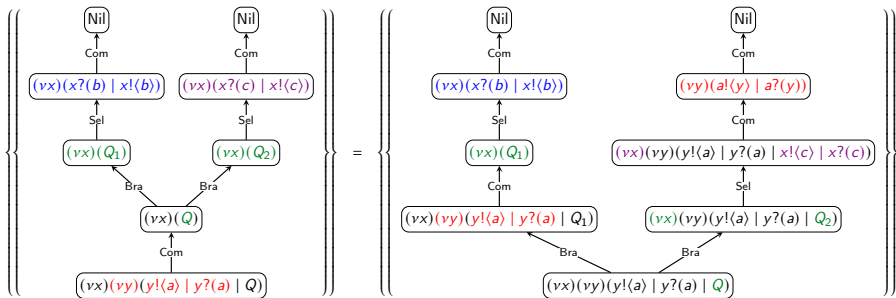 Nil Nil Nil Nil
Com Com Com Com
(νx)(x?(b) | x!⟨b⟩) (νx)(x?(c) | x!⟨c⟩) (νx)(x?(b) | x!⟨b⟩) (νy)(a!⟨y⟩ | a?(y))
Sel Sel Sel Com
(νx)(Q₁) (νx)(Q₂) = (νx)(Q₁) (νx)(νy)(y!⟨a⟩ | y?(a) | x!⟨c⟩ | x?(c))
Bra Bra Com Sel
(νx)(Q) (νx)(νy)(y!⟨a⟩ | y?(a) | Q₁) (νx)(νy)(y!⟨a⟩ | y?(a) | Q₂)
Com Bra Bra
(νx)(νy)(y!⟨a⟩ | y?(a) | Q) (νx)(νy)(y!⟨a⟩ | y?(a) | Q)